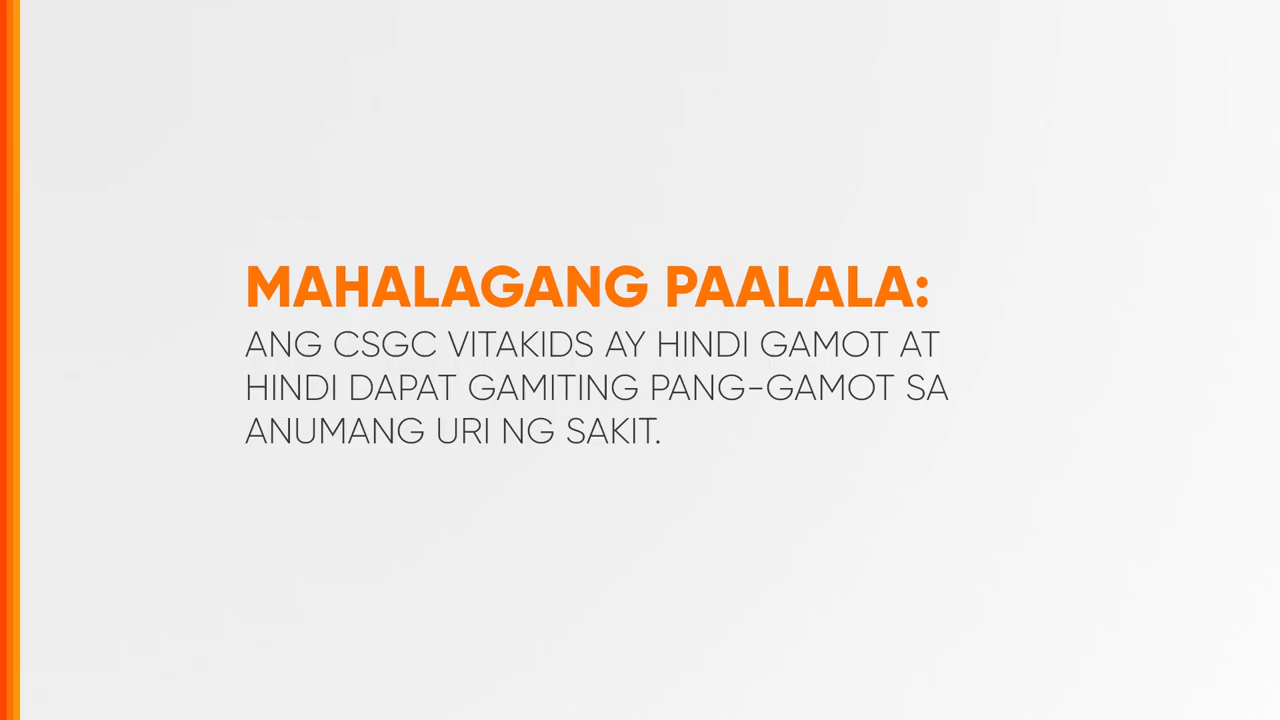 MAHALAGANG PAALALA:
ANG CSGC VITAKIDS AY HINDI GAMOT AT
HINDI DAPAT GAMITING PANG-GAMOT SA
ANUMANG URI NG SAKIT.